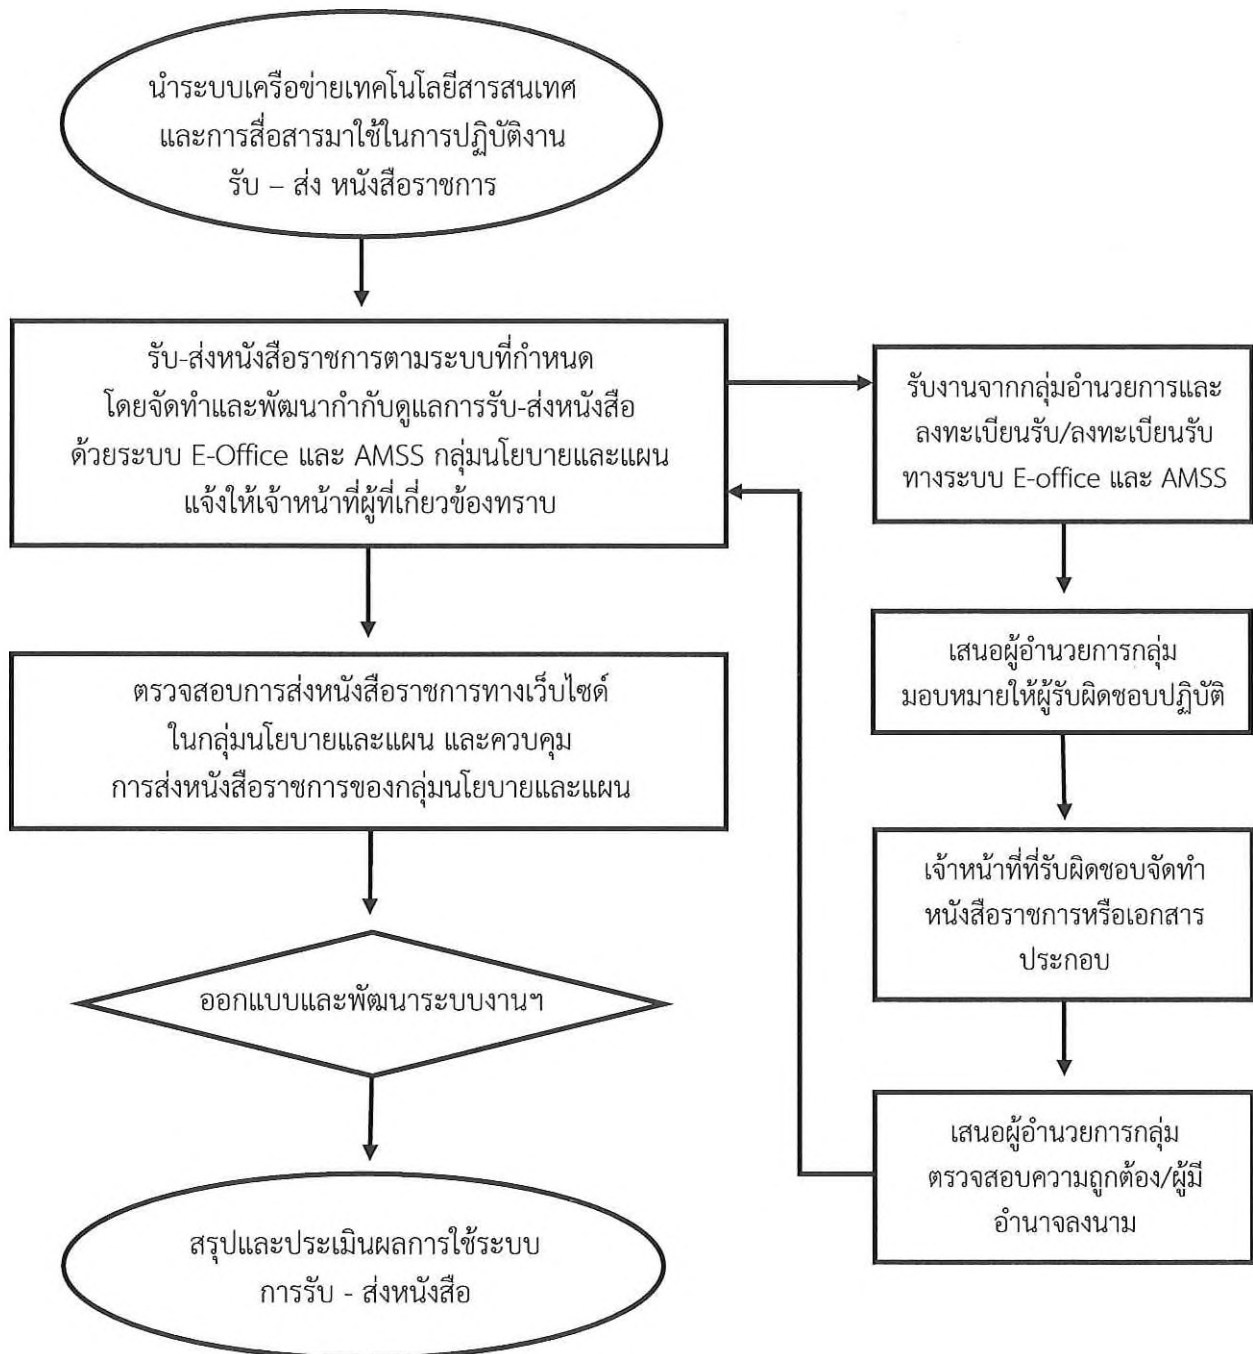 นำระบบเครือข่ายเทคโนโลยีสารสนเทศ
และการสื่อสารมาใช้ในการปฏิบัติงาน
รับ – ส่ง หนังสือราชการ
รับ-ส่งหนังสือราชการตามระบบที่กำหนด
โดยจัดทำและพัฒนากำกับดูแลการรับ-ส่งหนังสือ
ด้วยระบบ E-Office และ AMSS กลุ่มนโยบายและแผน
แจ้งให้เจ้าหน้าที่ผู้ที่เกี่ยวข้องทราบ
ตรวจสอบการส่งหนังสือราชการทางเว็บไซด์
ในกลุ่มนโยบายและแผน และควบคุม
การส่งหนังสือราชการของกลุ่มนโยบายและแผน
ออกแบบและพัฒนาระบบงานฯ
สรุปและประเมินผลการใช้ระบบ
การรับ - ส่งหนังสือ
รับงานจากกลุ่มอำนวยการและ
ลงทะเบียนรับ/ลงทะเบียนรับ
ทางระบบ E-office และ AMSS
เสนอผู้อำนวยการกลุ่ม
มอบหมายให้ผู้รับผิดชอบปฏิบัติ
เจ้าหน้าที่ที่รับผิดชอบจัดทำ
หนังสือราชการหรือเอกสาร
ประกอบ
เสนอผู้อำนวยการกลุ่ม
ตรวจสอบความถูกต้อง/ผู้มี
อำนาจลงนาม